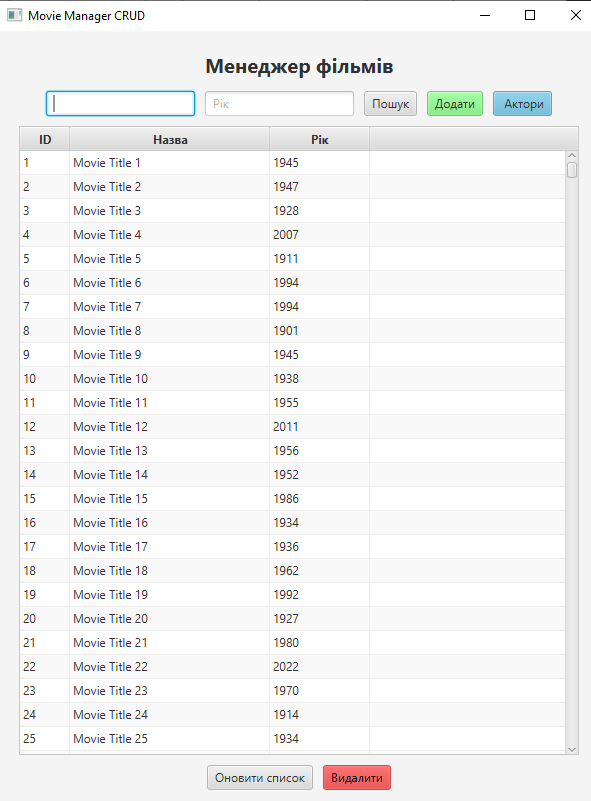 Movie Manager CRUD
Менеджер фільмів
Рік Пошук Додати Актори
ID Назва Рік
1 Movie Title 1 1945
2 Movie Title 2 1947
3 Movie Title 3 1928
4 Movie Title 4 2007
5 Movie Title 5 1911
6 Movie Title 6 1994
7 Movie Title 7 1994
8 Movie Title 8 1901
9 Movie Title 9 1945
10 Movie Title 10 1938
11 Movie Title 11 1955
12 Movie Title 12 2011
13 Movie Title 13 1956
14 Movie Title 14 1952
15 Movie Title 15 1986
16 Movie Title 16 1934
17 Movie Title 17 1936
18 Movie Title 18 1962
19 Movie Title 19 1992
20 Movie Title 20 1927
21 Movie Title 21 1980
22 Movie Title 22 2022
23 Movie Title 23 1970
24 Movie Title 24 1914
25 Movie Title 25 1934
Оновити список Видалити